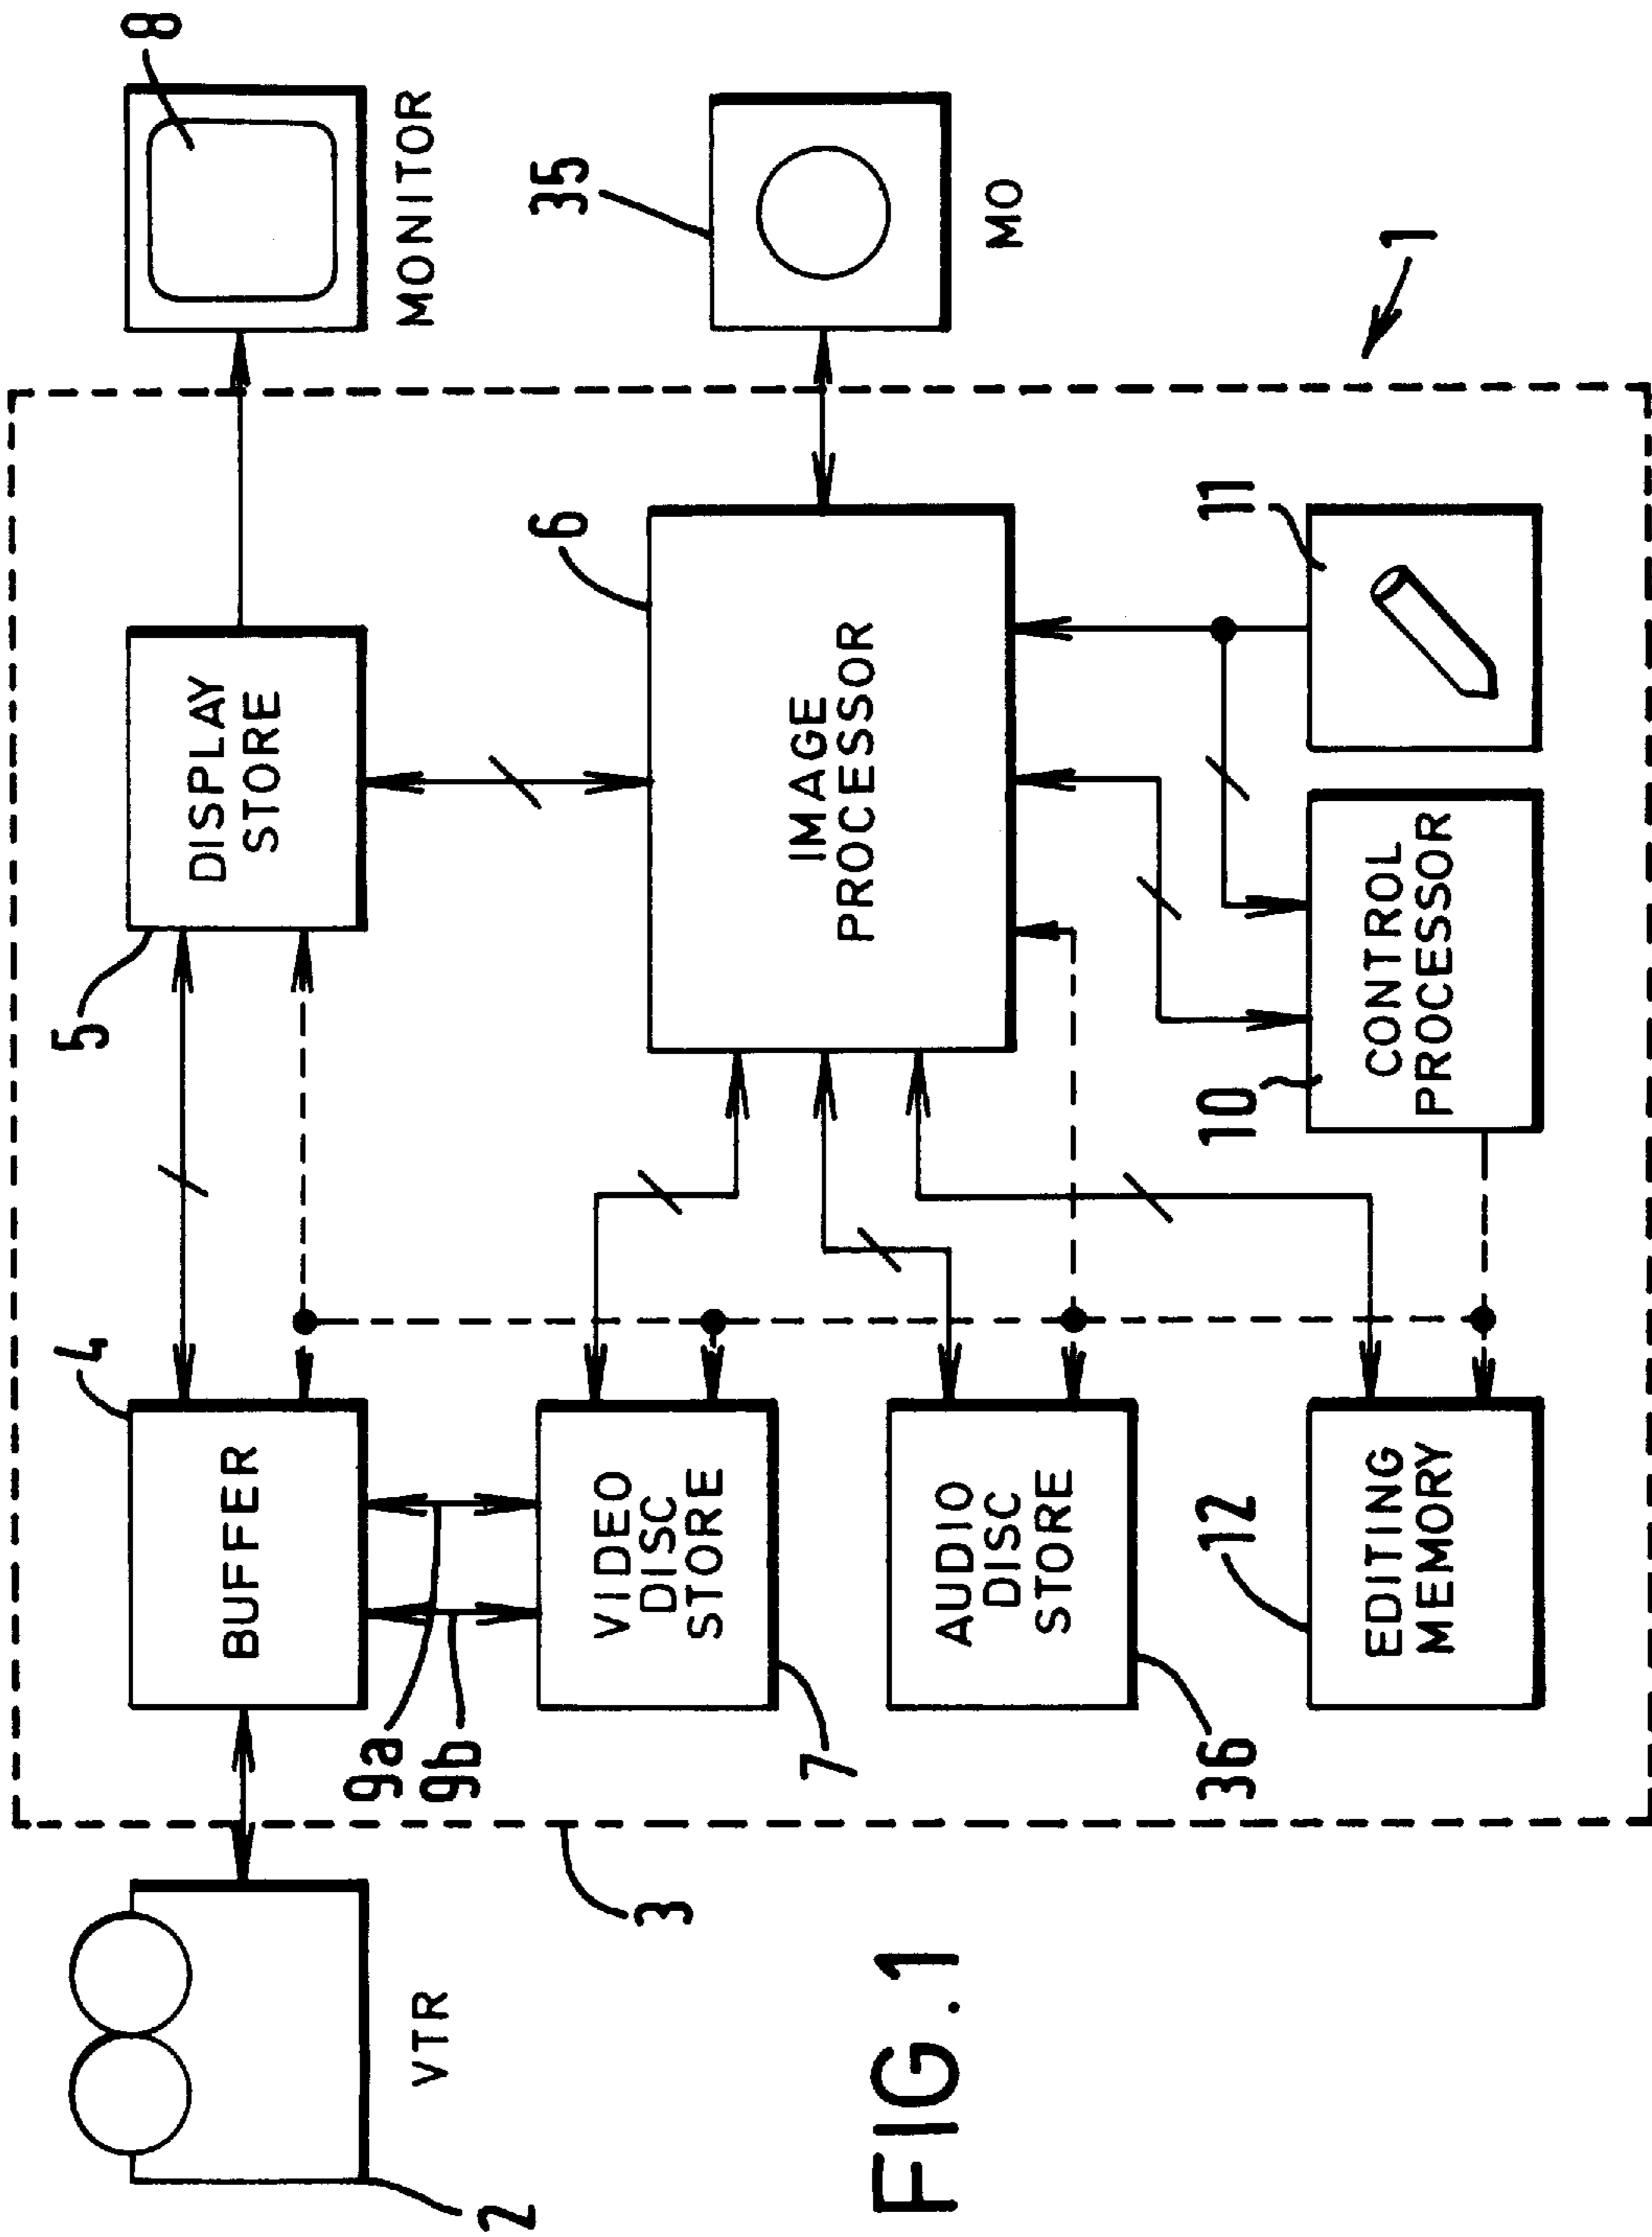 8
MONITOR
35
MO
1
5
DISPLAY
STORE
6
IMAGE
PROCESSOR
11
10
CONTROL
PROCESSOR
4
BUFFER
9a
9b
VIDEO
DISC
STORE
7
AUDIO
DISC
STORE
36
12
EDITING
MEMORY
3
VTR
2
FIG. 1